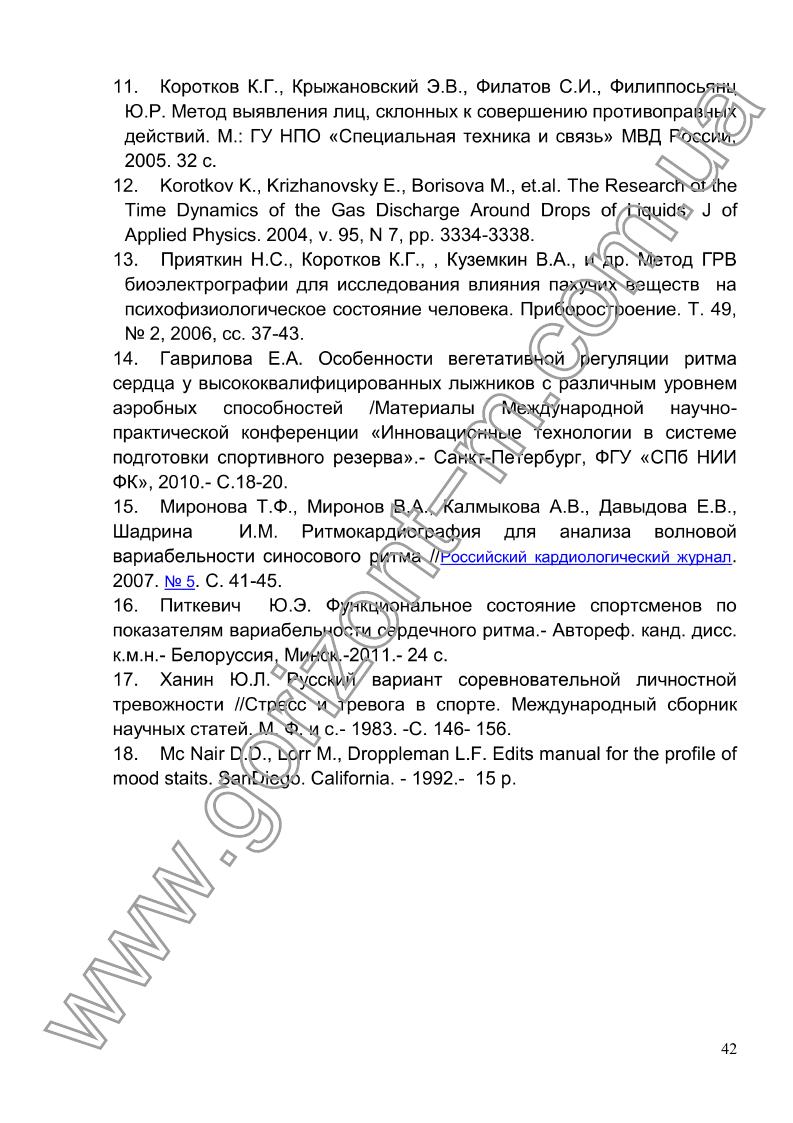 11. Коротков К.Г., Крыжановский Э.В., Филатов С.И., Филиппосьянц
Ю.Р. Метод выявления лиц, склонных к совершению противоправных
действий. М.: ГУ НПО «Специальная техника и связь» МВД России,
2005. 32 с.
12. Korotkov K., Krizhanovsky E., Borisova M., et.al. The Research of the
Time Dynamics of the Gas Discharge Around Drops of Liquids. J of
Applied Physics. 2004, v. 95, N 7, pp. 3334-3338.
13. Прияткин Н.С., Коротков К.Г., , Куземкин В.А., и др. Метод ГРВ
биоэлектрографии для исследования влияния пахучих веществ на
психофизиологическое состояние человека. Приборостроение. Т. 49,
№ 2, 2006, сс. 37-43.
14. Гаврилова Е.А. Особенности вегетативной регуляции ритма
сердца у высококвалифицированных лыжников с различным уровнем
аэробных способностей /Материалы Международной научно-
практической конференции «Инновационные технологии в системе
подготовки спортивного резерва».- Санкт-Петербург, ФГУ «СПб НИИ
ФК», 2010.- С.18-20.
15. Миронова Т.Ф., Миронов В.А., Калмыкова А.В., Давыдова Е.В.,
Шадрина И.М. Ритмокардиография для анализа волновой
вариабельности синосового ритма //Российский кардиологический журнал.
2007. № 5. С. 41-45.
16. Питкевич Ю.Э. Функциональное состояние спортсменов по
показателям вариабельности сердечного ритма.- Автореф. канд. дисс.
к.м.н.- Белоруссия, Минск.-2011.- 24 с.
17. Ханин Ю.Л. Русский вариант соревновательной личностной
тревожности //Стресс и тревога в спорте. Международный сборник
научных статей. М. Ф. и с.- 1983. -С. 146- 156.
18. Mc Nair D.D., Lorr M., Droppleman L.F. Edits manual for the profile of
mood staits. SanDiego. California. - 1992.- 15 p.
www.gorizont-m.com.ua
42